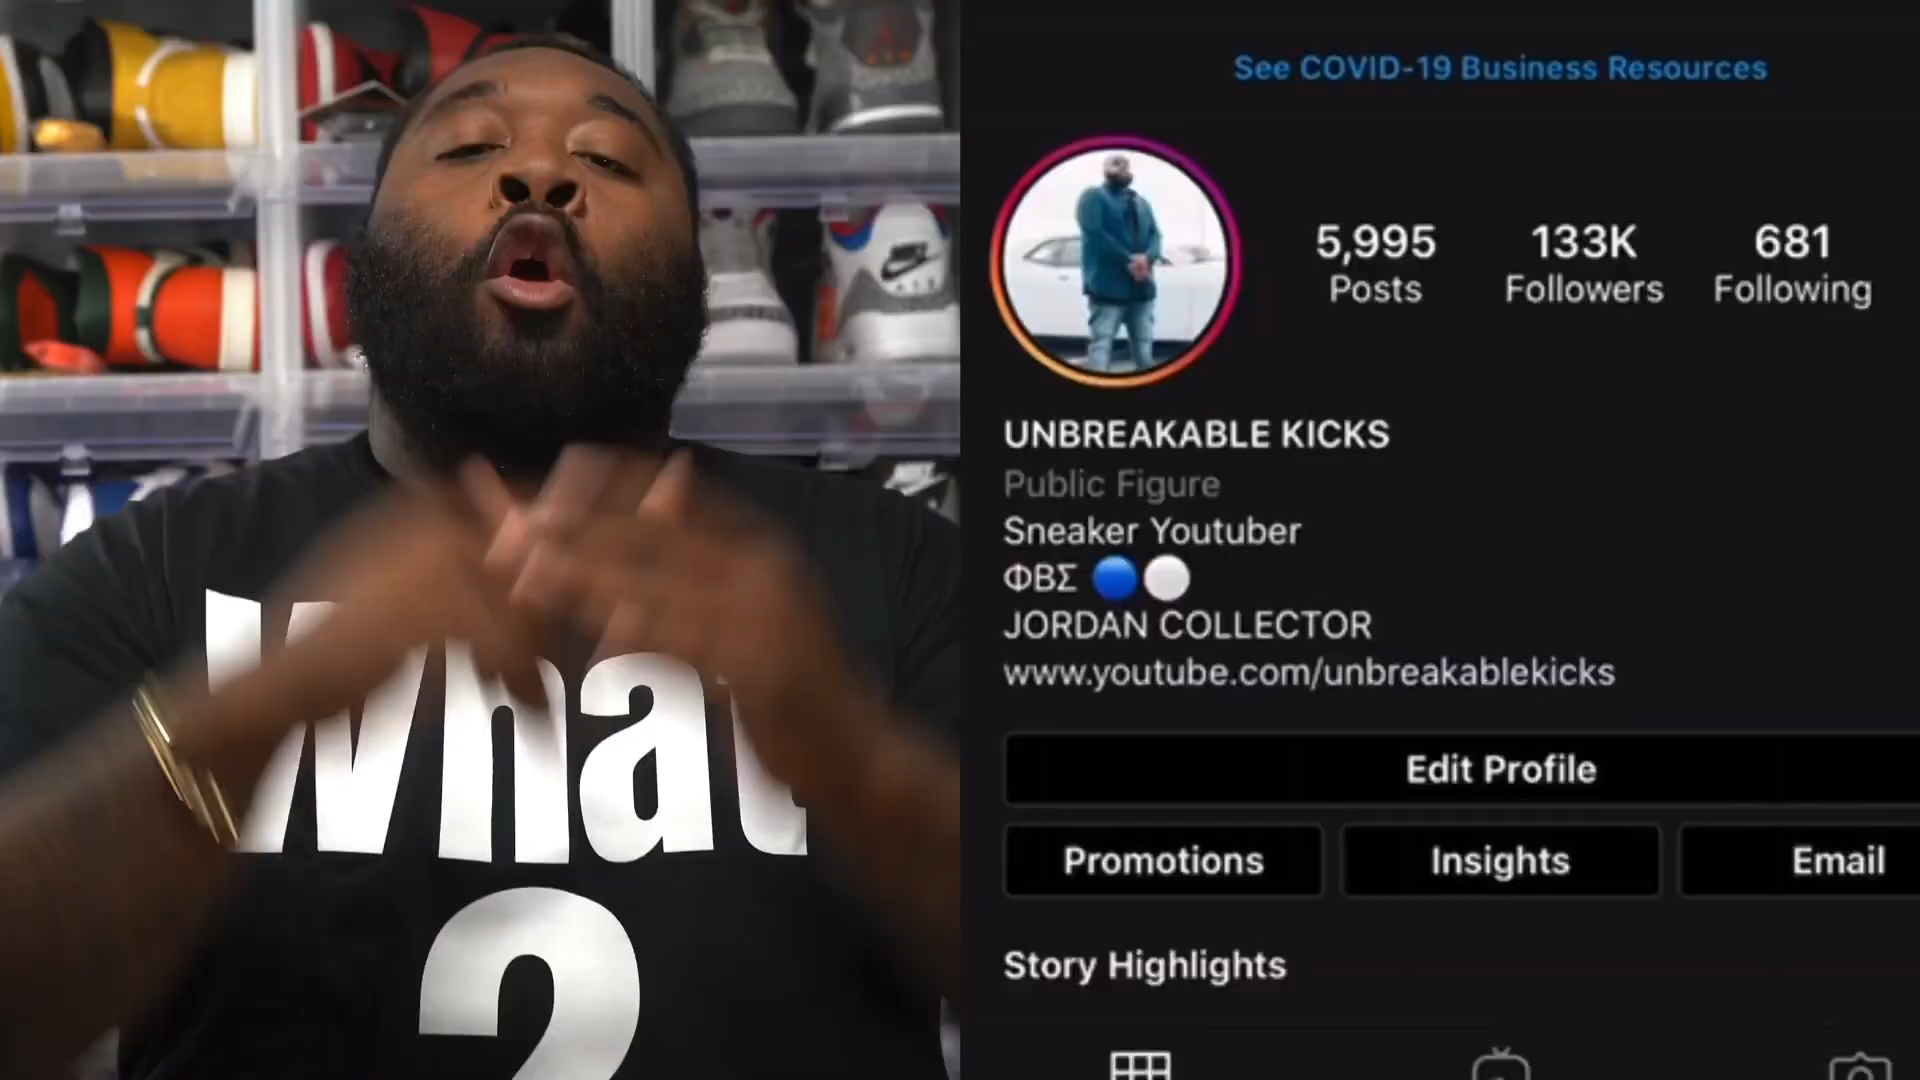 What
?
See COVID-19 Business Resources
5,995
Posts
133K
Followers
681
Following
UNBREAKABLE KICKS
Public Figure
Sneaker Youtuber
ΦΒΣ 🔵⚪
JORDAN COLLECTOR
www.youtube.com/unbreakablekicks
Edit Profile
Promotions
Insights
Email
Story Highlights